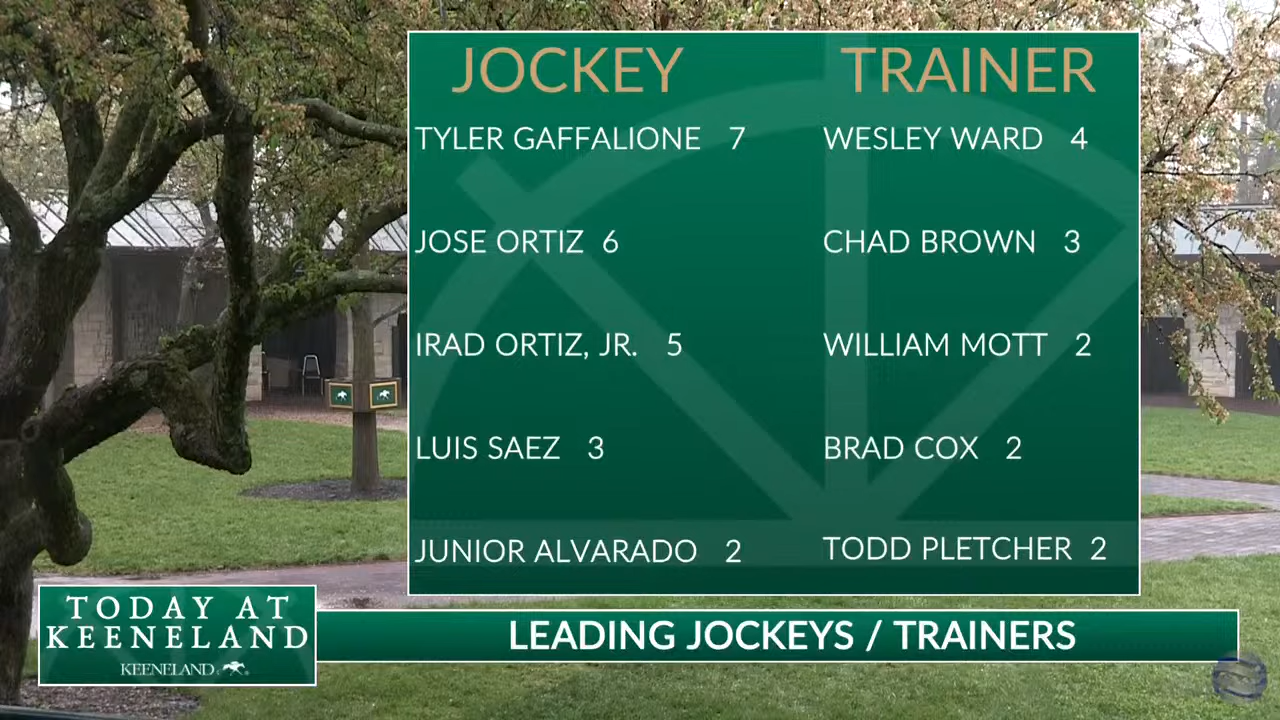 JOCKEY TRAINER
TYLER GAFFALIONE 7 WESLEY WARD 4
JOSE ORTIZ 6 CHAD BROWN 3
IRAD ORTIZ, JR. 5 WILLIAM MOTT 2
LUIS SAEZ 3 BRAD COX 2
JUNIOR ALVARADO 2 TODD PLETCHER 2
TODAY AT
KEENELAND
KEENELAND
LEADING JOCKEYS / TRAINERS